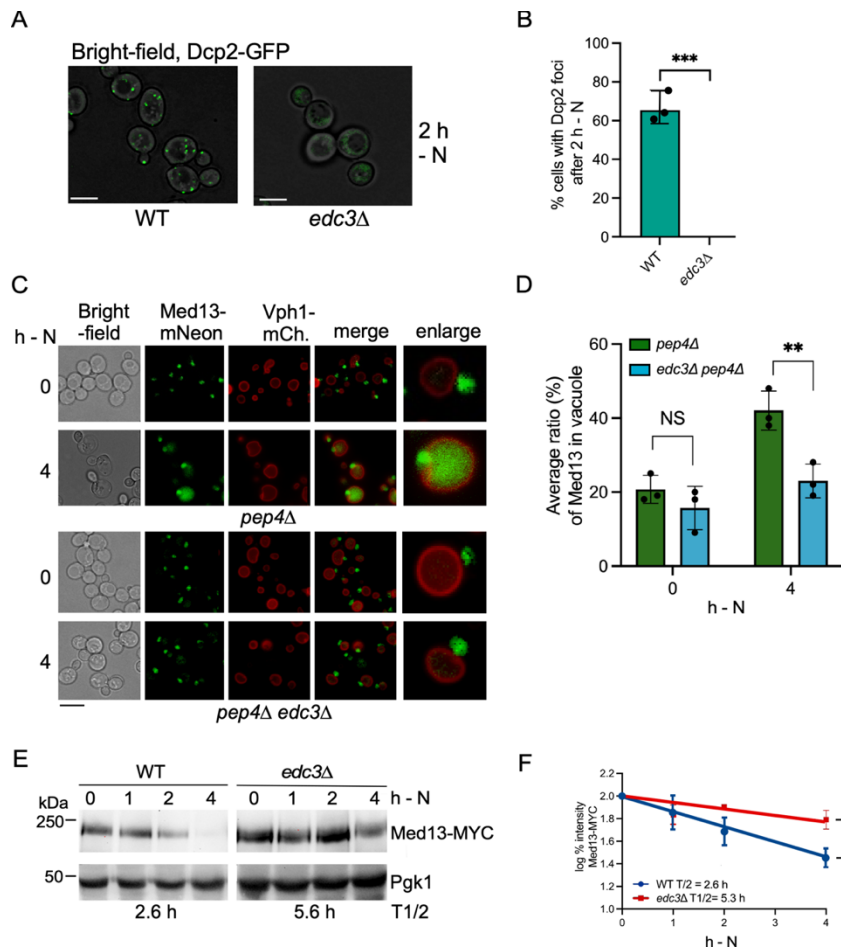 A
Bright-field, Dcp2-GFP
2 h
- N
WT
edc3Δ
B
% cells with Dcp2 foci
after 2 h - N
100
80
60
40
20
0
***
WT
edc3Δ
C
h - N
Bright
-field
Med13-
mNeon
Vph1-
mCh.
merge
enlarge
0
4
pep4Δ
0
4
pep4Δ edc3Δ
D
Average ratio (%)
of Med13 in vacuole
60
40
20
0
pep4Δ
edc3Δ pep4Δ
NS
**
0
4
h - N
E
WT
edc3Δ
kDa
0 1 2 4 0 1 2 4 h - N
250
Med13-MYC
50
Pgk1
2.6 h 5.6 h T1/2
F
log % intensity
Med13-MYC
2.2
2.0
1.8
1.6
1.4
1.2
1.0
WT T/2 = 2.6 h
edc3Δ T1/2= 5.3 h
0 1 2 3 4
h - N